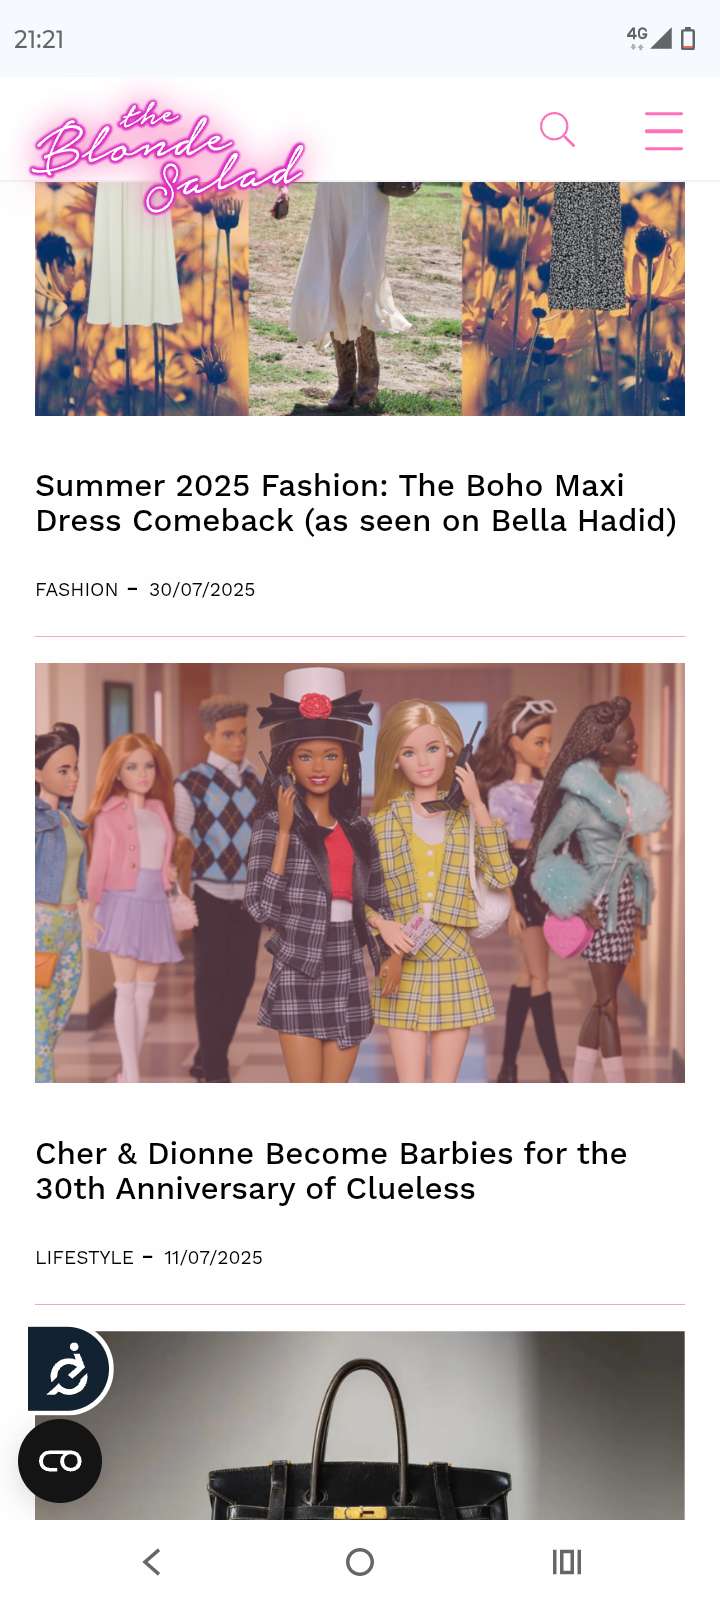 21:21
4G
the
Blonde
Salad
Summer 2025 Fashion: The Boho Maxi
Dress Comeback (as seen on Bella Hadid)
FASHION – 30/07/2025
Cher & Dionne Become Barbies for the
30th Anniversary of Clueless
LIFESTYLE – 11/07/2025